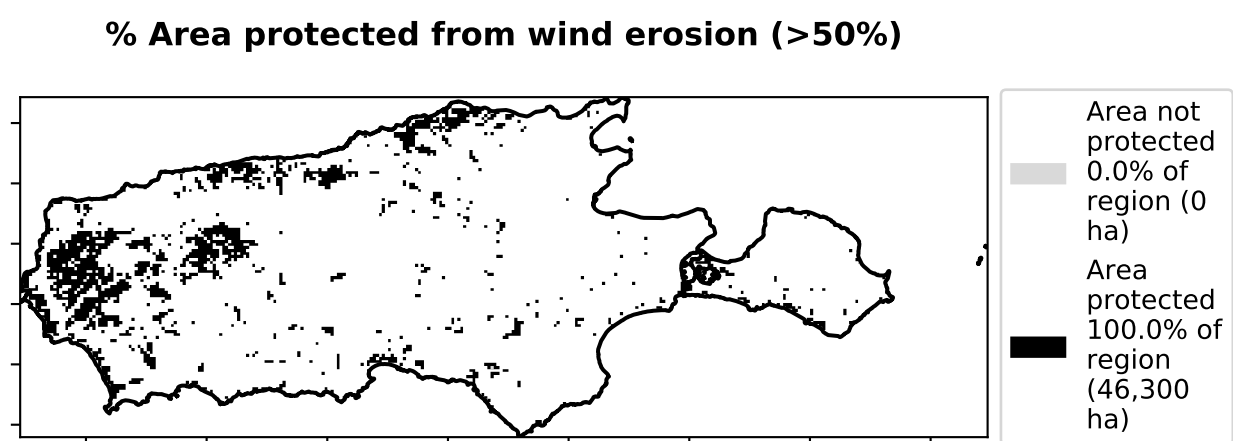 % Area protected from wind erosion (>50%)
Area not
protected
0.0% of
region (0
ha)
Area
protected
100.0% of
region
(46,300
ha)